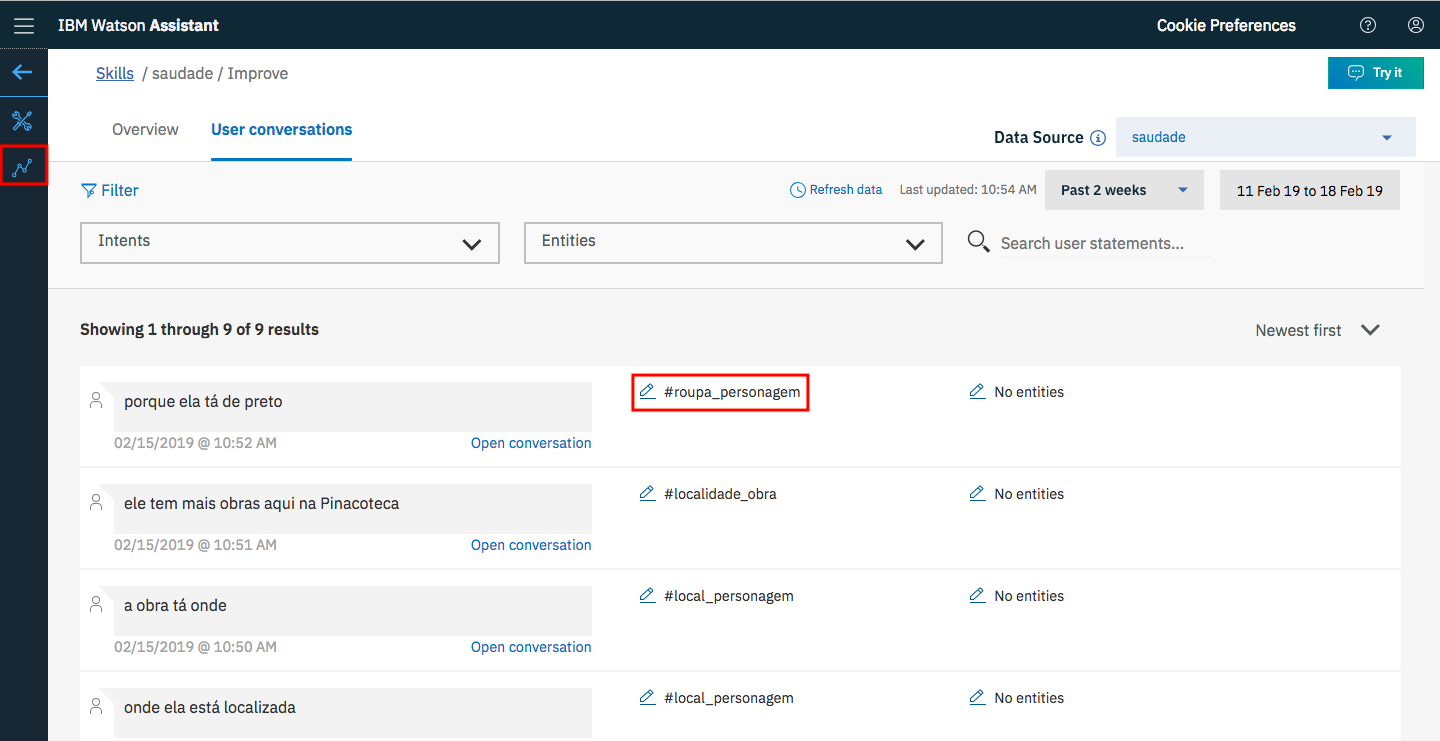 IBM Watson Assistant
Cookie Preferences
Skills / saudade / Improve
Try it
Overview
User conversations
Data Source
saudade
Filter
Refresh data
Last updated: 10:54 AM
Past 2 weeks
11 Feb 19 to 18 Feb 19
Intents
Entities
Search user statements...
Showing 1 through 9 of 9 results
Newest first
porque ela tá de preto
#roupa_personagem
No entities
02/15/2019 @ 10:52 AM
Open conversation
ele tem mais obras aqui na Pinacoteca
#localidade_obra
No entities
02/15/2019 @ 10:51 AM
Open conversation
a obra tá onde
#local_personagem
No entities
02/15/2019 @ 10:50 AM
Open conversation
onde ela está localizada
#local_personagem
No entities